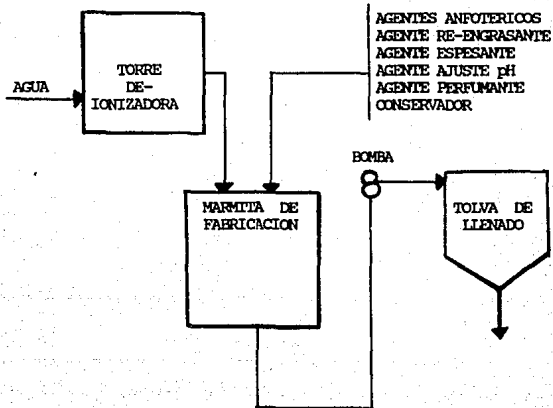 AGENTES ANFOTERICOS
AGENTE RE-ENGRASANTE
AGENTE ESPESANTE
AGENTE AJUSTE pH
AGENTE PERFUMANTE
CONSERVADOR
AGUA
TORRE
DE-
IONIZADORA
BOMBA
MARMITA DE
FABRICACION
TOLVA DE
LLENADO